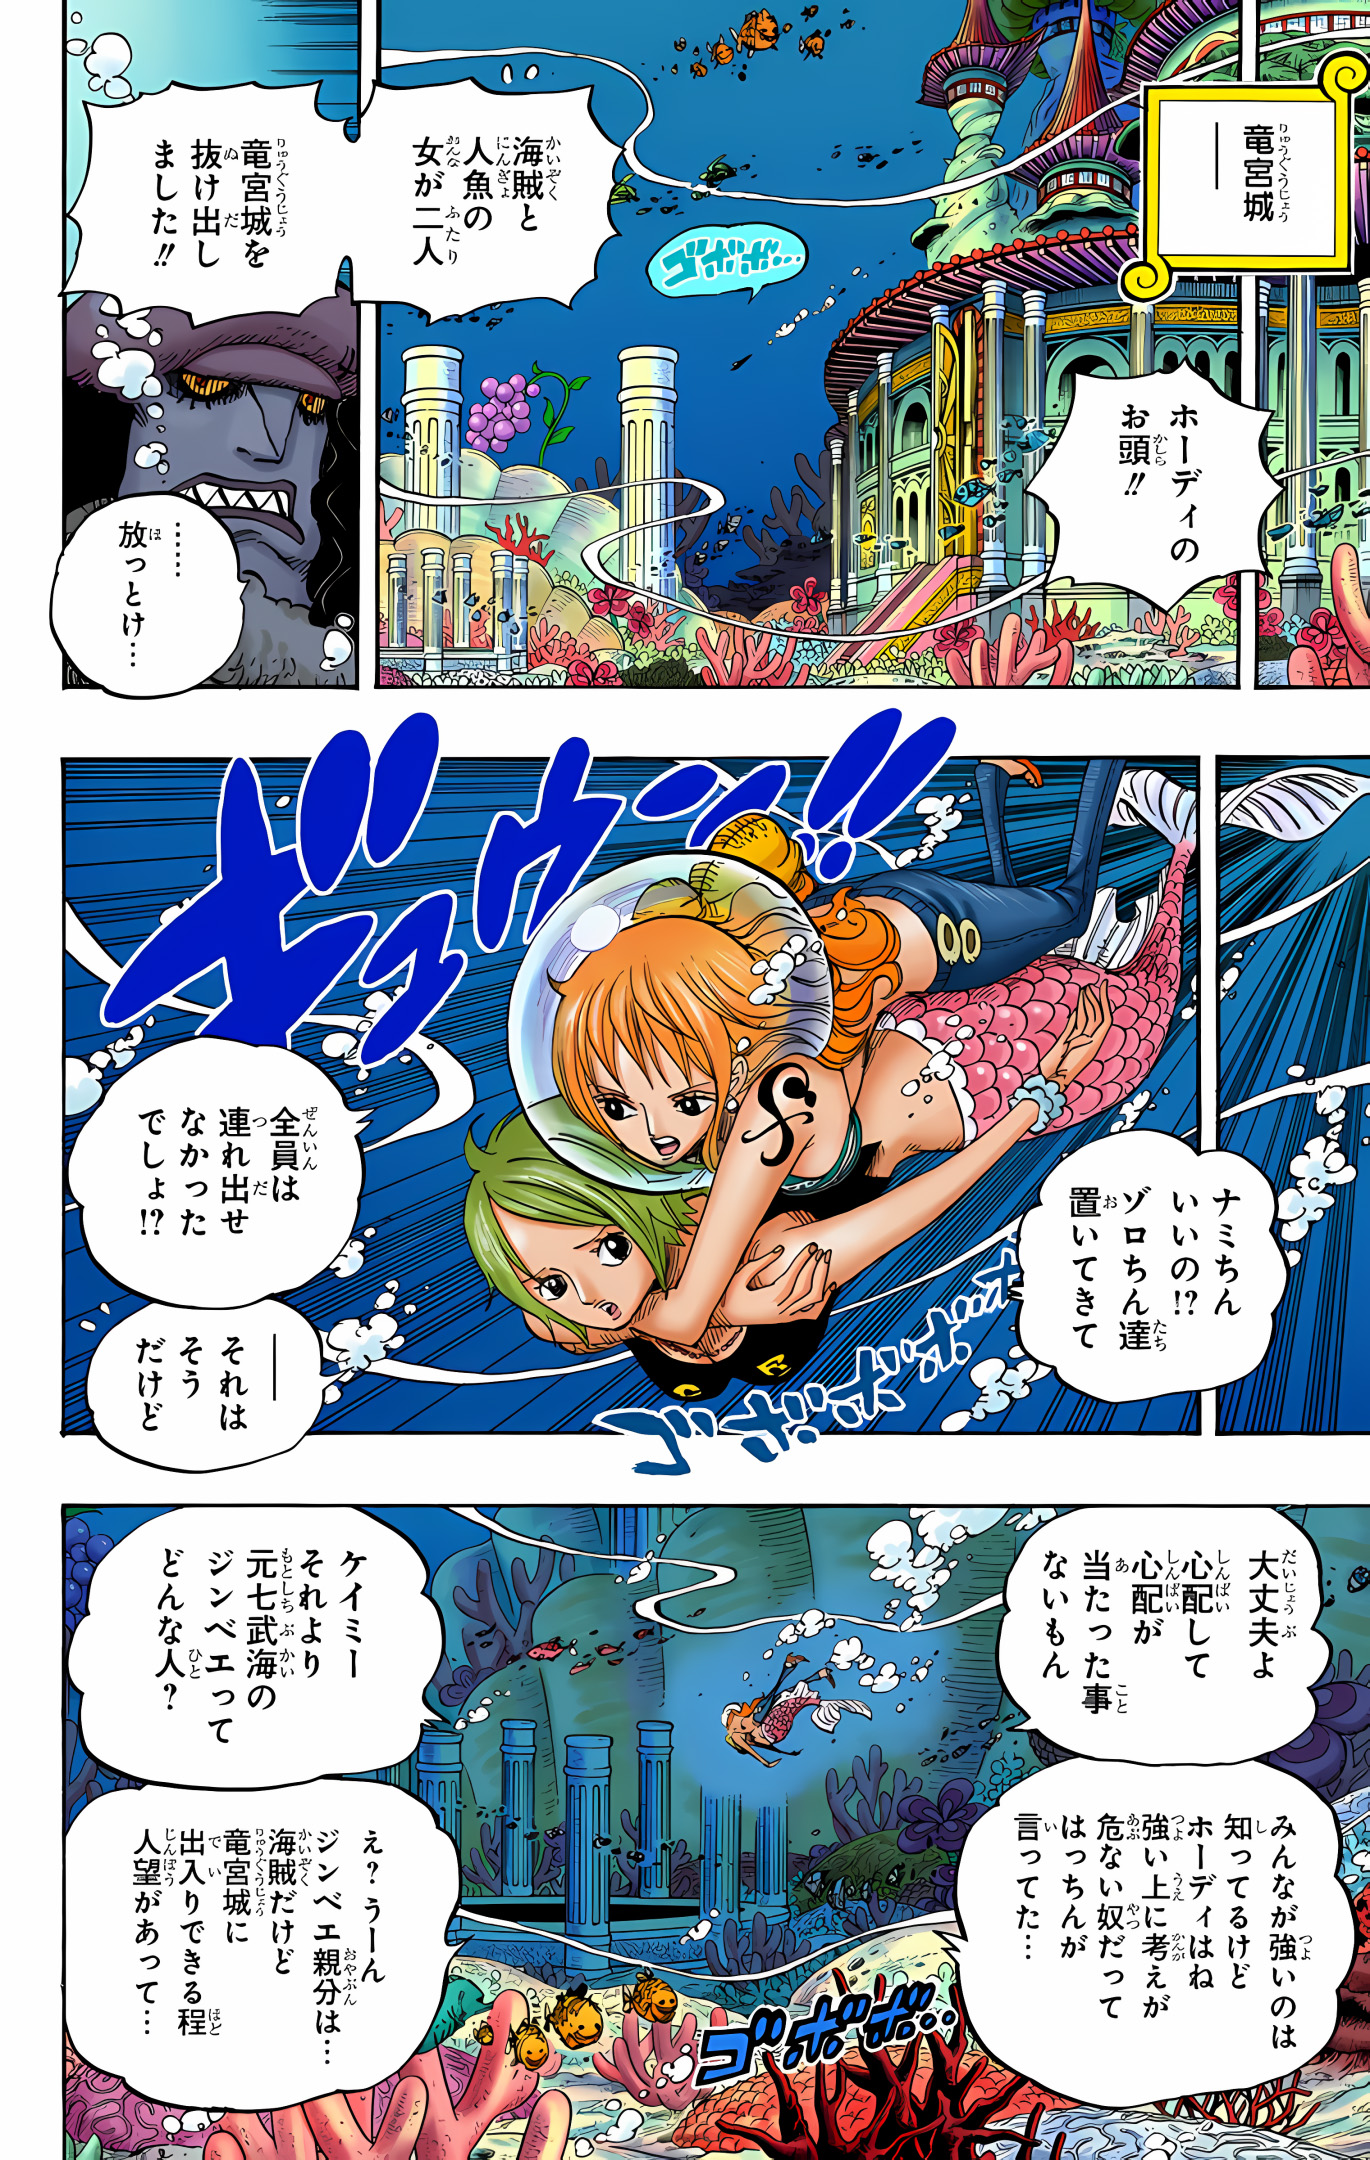 竜宮城
――
ホーディの
お頭!!
ゴボボ…
海賊と
人魚の
女が二人
竜宮城を
抜け出し
ました!!
……
放っとけ…
ギュウン!!
ナミちん
いいの!?
ゾロちん達
置いてきて
全員は
連れ出せ
なかった
でしょ!?
――
それは
そう
だけど
ゴボボボボボ
大丈夫よ
心配して
心配が
当たった事
ないもん
みんなが強いのは
知ってるけど
ホーディはね
強い上に考えが
危ない奴だって
はっちんが
言ってた…
ケイミー
それより
元七武海の
ジンベエって
どんな人?
え?うーん
ジンベエ親分は…
海賊だけど
竜宮城に
出入りできる程
人望があって…
ゴボボボ…